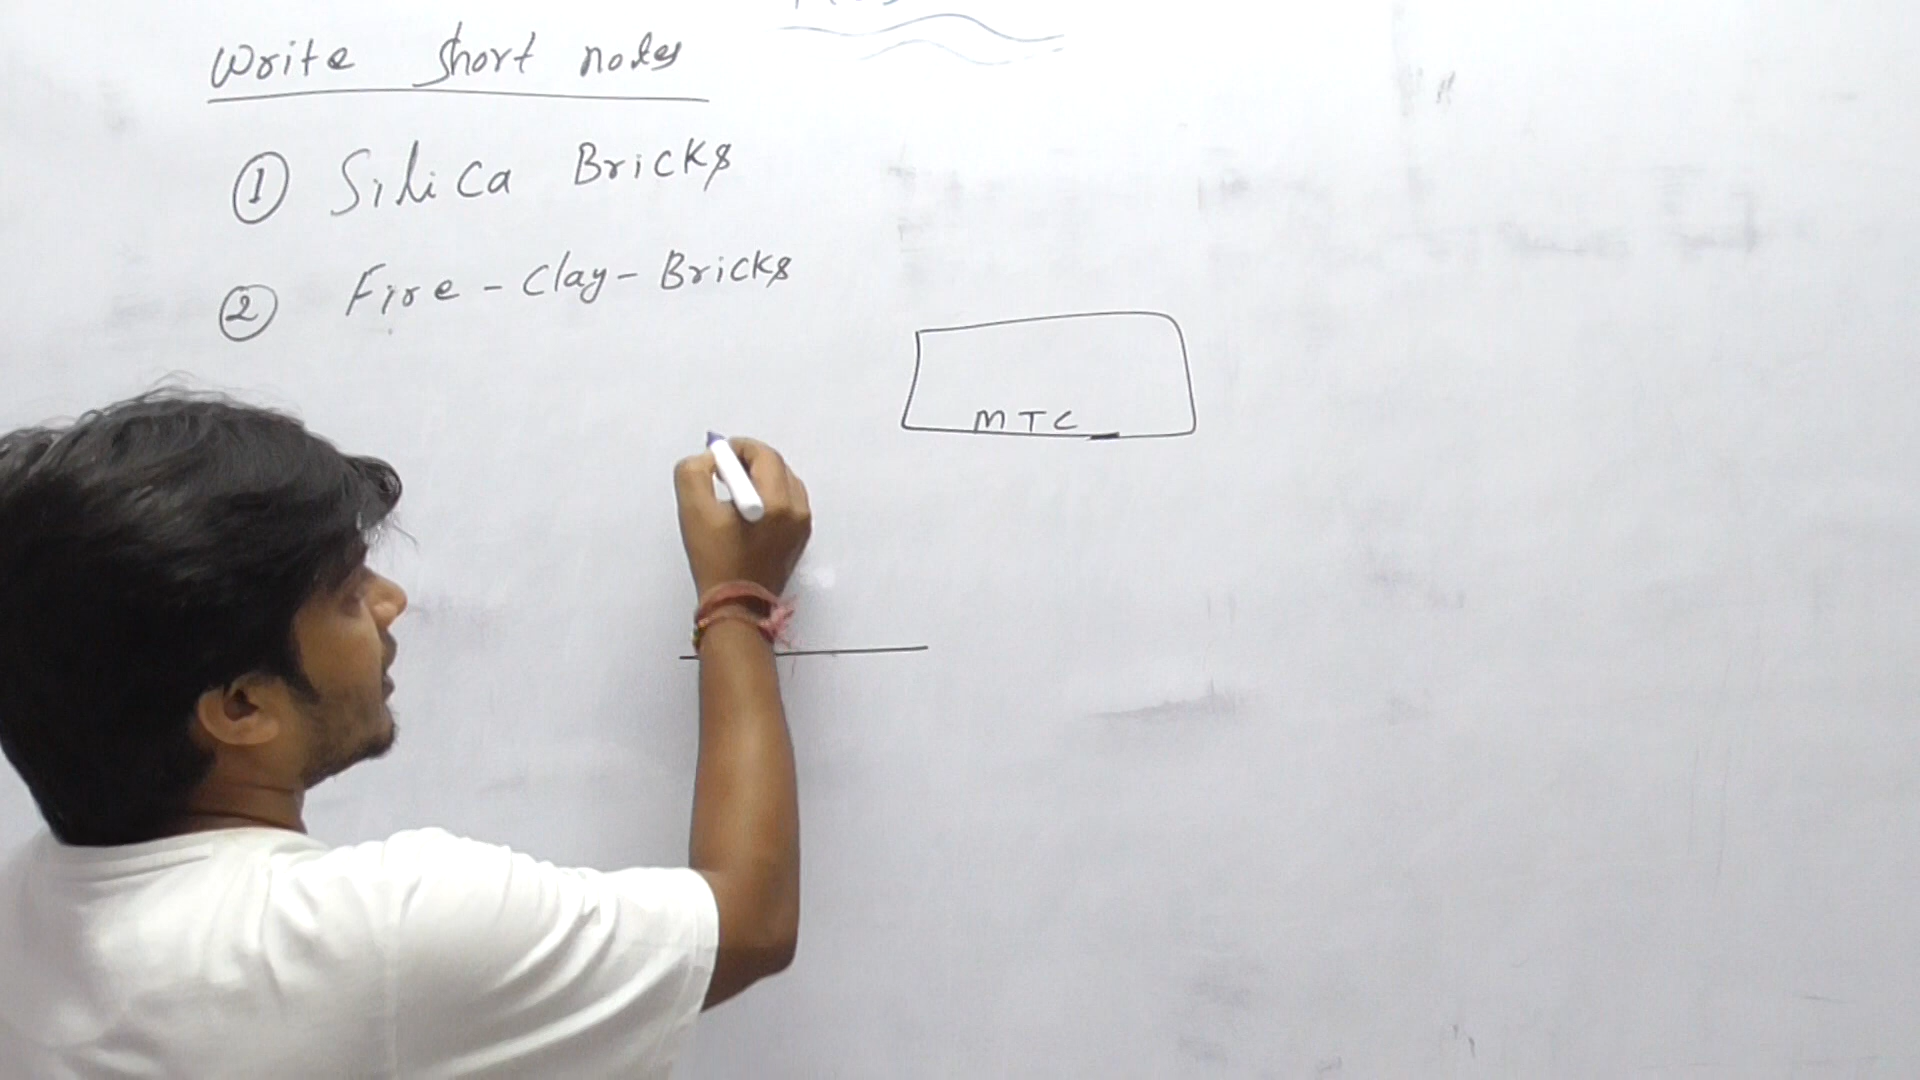 Write short notes
① Silica Bricks
② Fire - Clay - Bricks
MTC